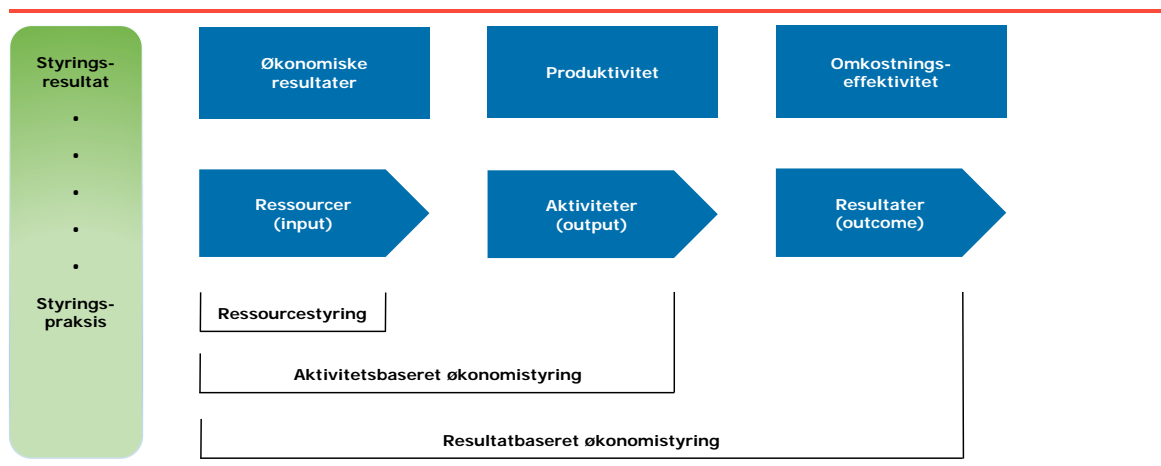 Styrings-
resultat
•
•
•
•
•
Styrings-
praksis
Økonomiske
resultater
Produktivitet
Omkostnings-
effektivitet
Ressourcer
(input)
Aktiviteter
(output)
Resultater
(outcome)
Ressourcestyring
Aktivitetsbaseret økonomistyring
Resultatbaseret økonomistyring